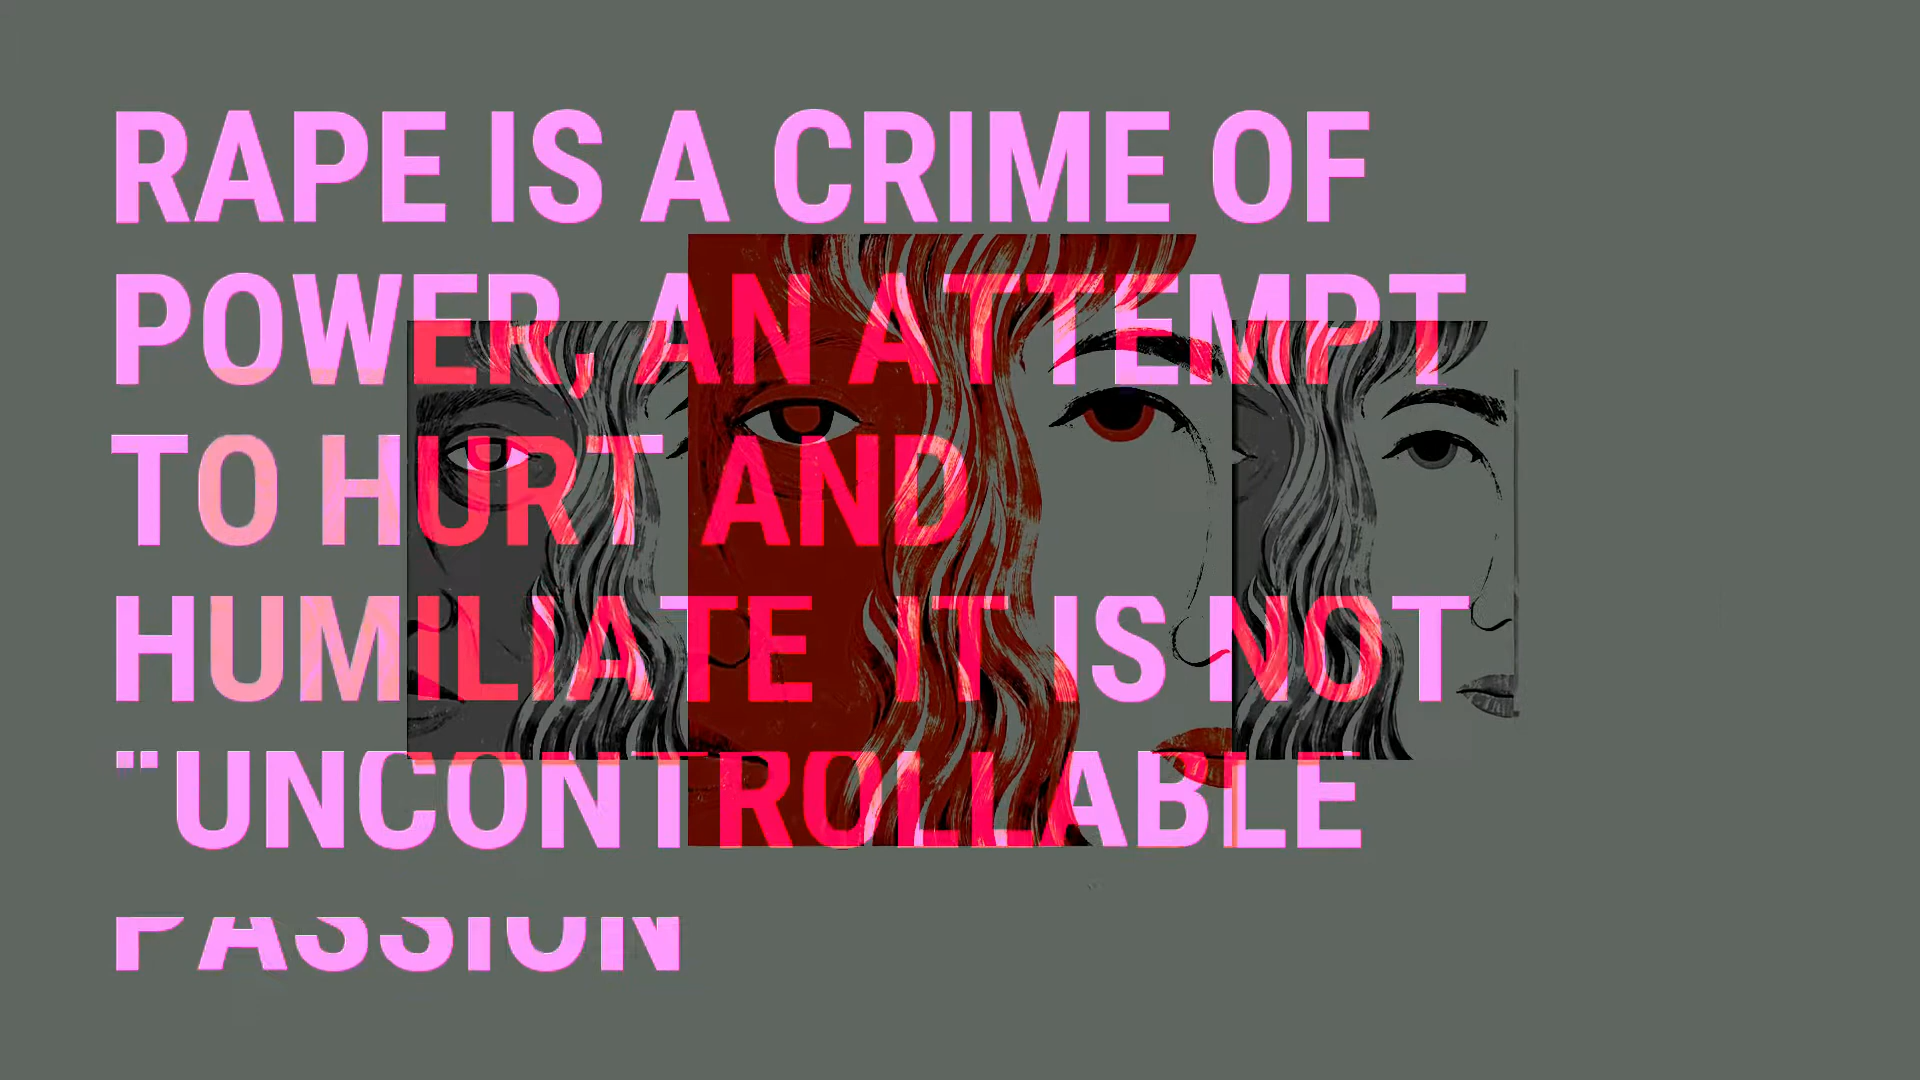 RAPE IS A CRIME OF
POWER, AN ATTEMPT
TO HURT AND
HUMILIATE IT IS NOT
"UNCONTROLLABLE
PASSION